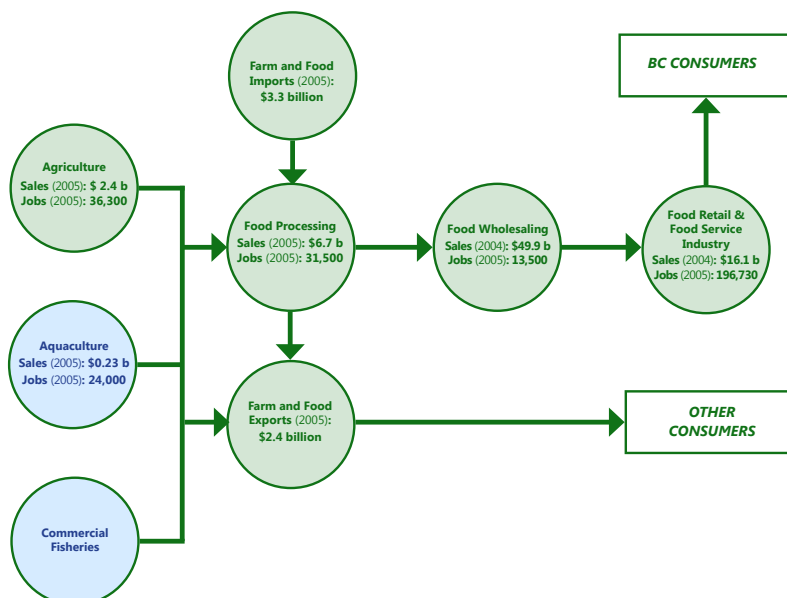 Farm and Food
Imports (2005):
$3.3 billion
BC CONSUMERS
Agriculture
Sales (2005): $ 2.4 b
Jobs (2005): 36,300
Food Processing
Sales (2005): $6.7 b
Jobs (2005): 31,500
Food Wholesaling
Sales (2004): $49.9 b
Jobs (2005): 13,500
Food Retail &
Food Service
Industry
Sales (2004): $16.1 b
Jobs (2005): 196,730
Aquaculture
Sales (2005): $0.23 b
Jobs (2005): 24,000
Farm and Food
Exports (2005):
$2.4 billion
OTHER
CONSUMERS
Commercial
Fisheries